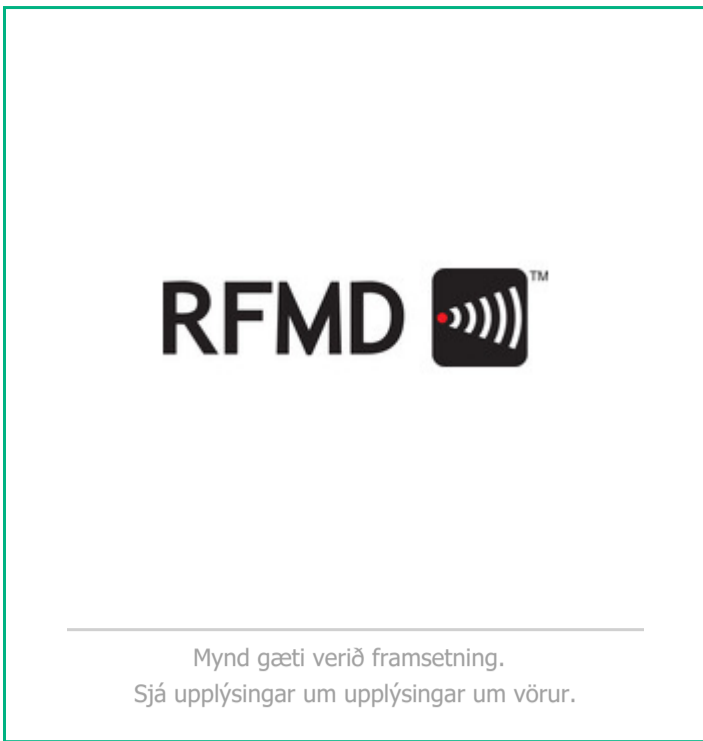 RFMD ™
Mynd gæti verið framsetning.
Sjá upplýsingar um upplýsingar um vörur.